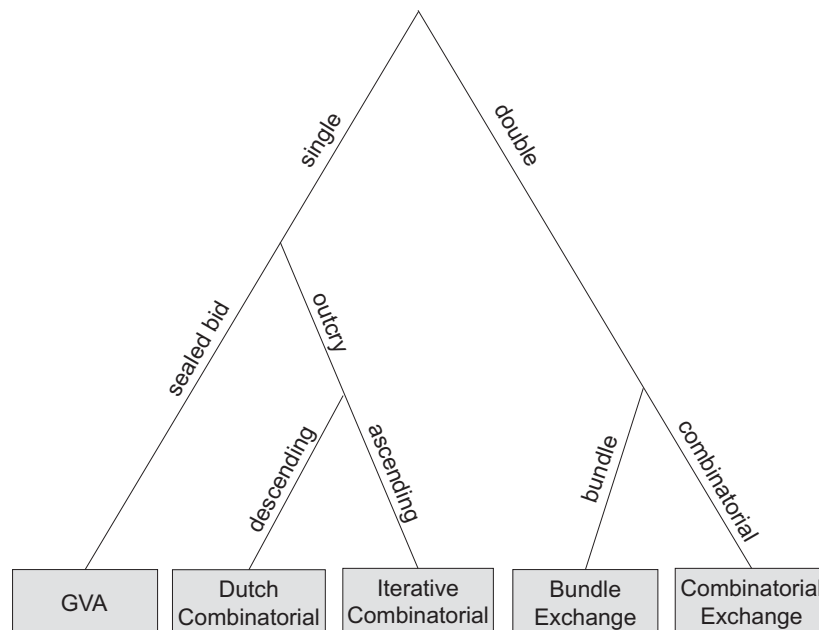 single
double
sealed bid
outcry
descending
ascending
bundle
combinatorial
GVA
Dutch
Combinatorial
Iterative
Combinatorial
Bundle
Exchange
Combinatorial
Exchange